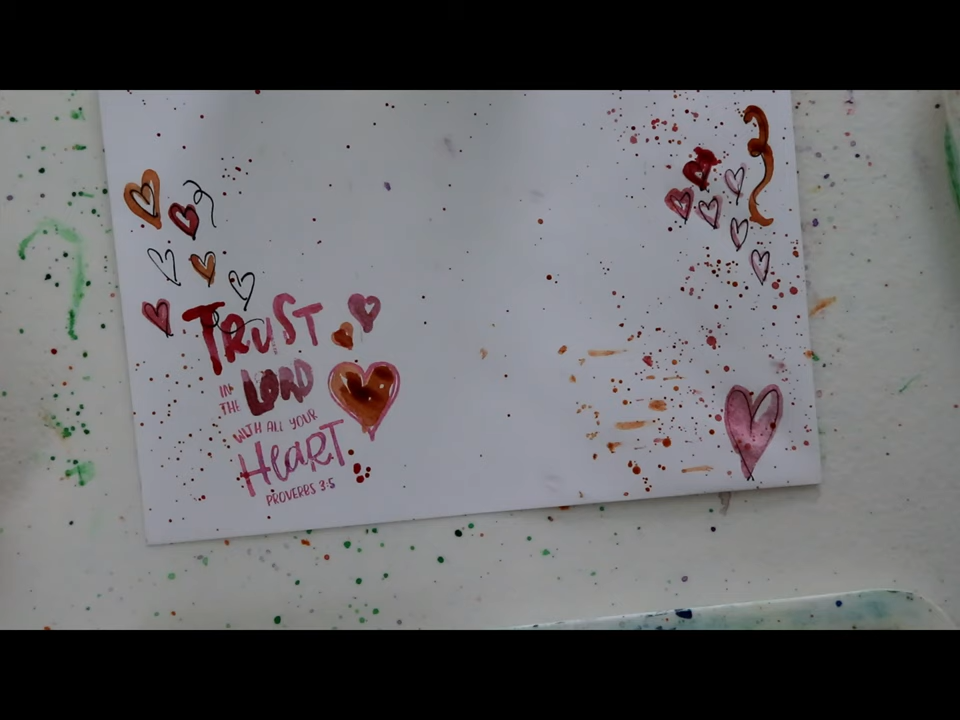 TRUST
IN
THE LORD
WITH ALL YOUR
HEART
PROVERBS 3:5